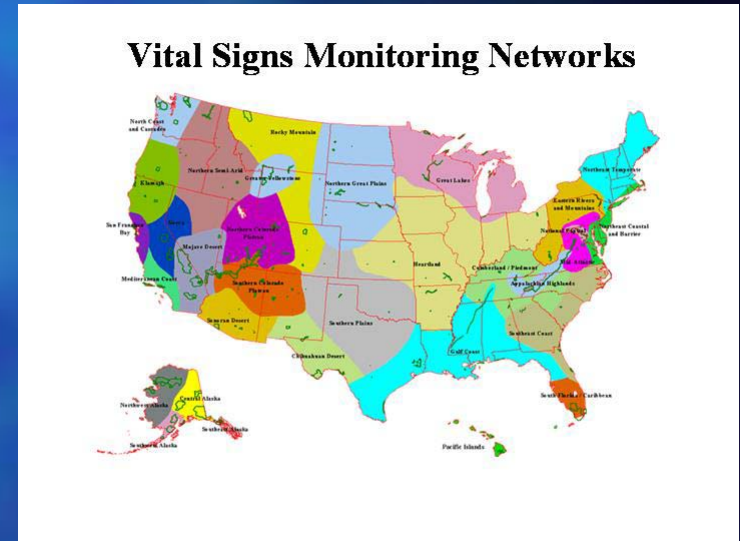 Vital Signs Monitoring Networks
North Coast
and Cascades
Rocky Mountain
Klamath
Northern Semi-Arid
Greater Yellowstone
Northern Great Plains
Great Lakes
Northeast Temperate
Eastern Rivers
and Mountains
San Francisco
Bay
Sierra
Northern Colorado
Plateau
National Capital
Northeast Coastal
and Barrier
Mojave Desert
Mid-Atlantic
Mediterranean Coast
Southern Colorado
Plateau
Heartland
Cumberland / Piedmont
Appalachian Highlands
Sonoran Desert
Southern Plains
Southeast Coast
Chihuahuan Desert
Gulf Coast
Northwest Alaska
Central Alaska
South Florida / Caribbean
Southeast Alaska
Southwest Alaska
Pacific Islands